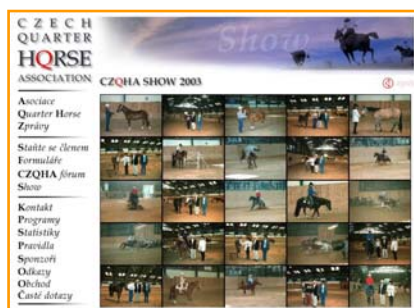 CZECH
QUARTER
HORSE
ASSOCIATION
Show
CZQHA SHOW 2003
Asociace
Quarter Horse
Zprávy
Staňte se členem
Formuláře
CZQHA fórum
Show
Kontakt
Programy
Statistiky
Pravidla
Sponzoři
Odkazy
Obchod
Časté dotazy